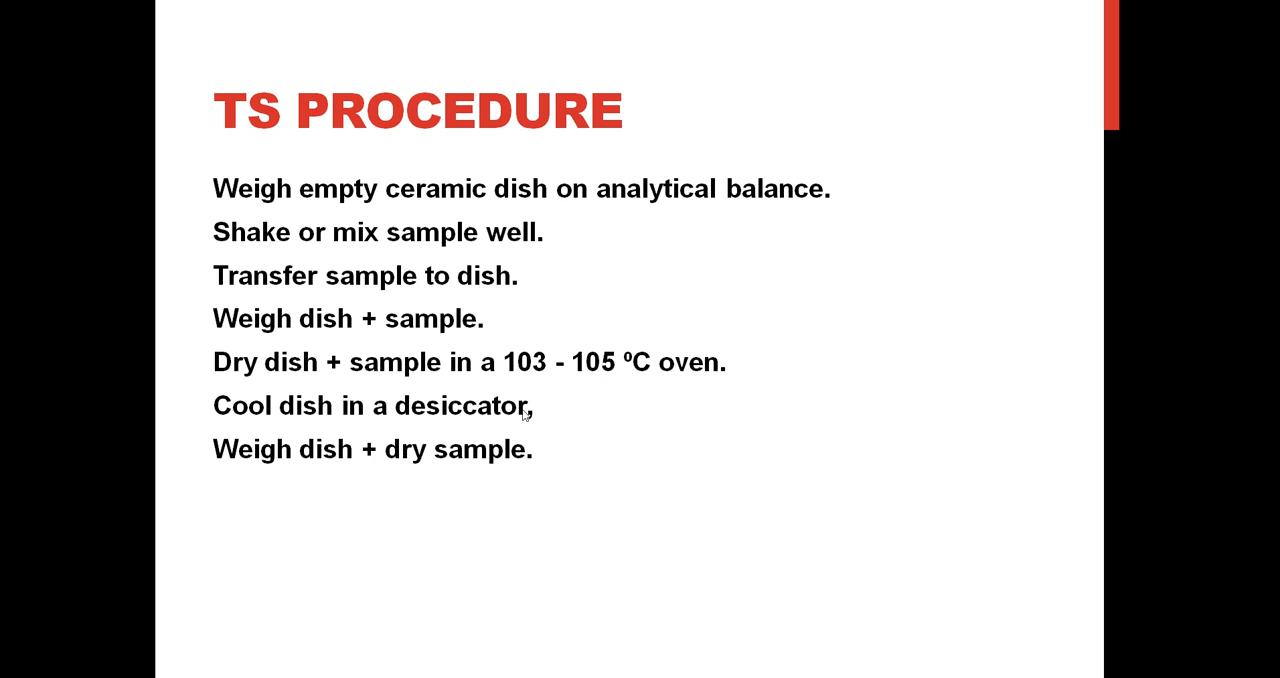 TS PROCEDURE
Weigh empty ceramic dish on analytical balance.
Shake or mix sample well.
Transfer sample to dish.
Weigh dish + sample.
Dry dish + sample in a 103 - 105 ºC oven.
Cool dish in a desiccator,
Weigh dish + dry sample.